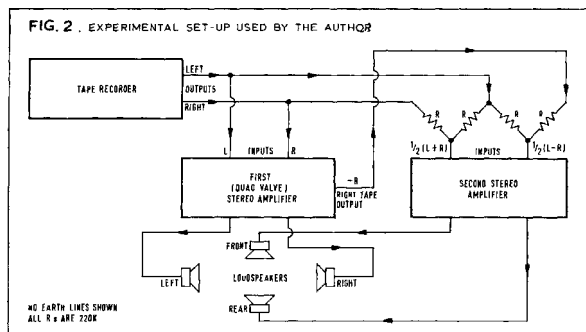 FIG. 2 . EXPERIMENTAL SET-UP USED BY THE AUTHOR
TAPE RECORDER
LEFT
OUTPUTS
RIGHT
R
R
R
R
L
INPUTS
R
½(L+R)
INPUTS
½(L-R)
FIRST
(QUAD VALVE)
STEREO AMPLIFIER
-R
RIGHT TAPE
OUTPUT
SECOND STEREO
AMPLIFIER
FRONT
LEFT
LOUDSPEAKERS
RIGHT
REAR
NO EARTH LINES SHOWN
ALL R s ARE 220K